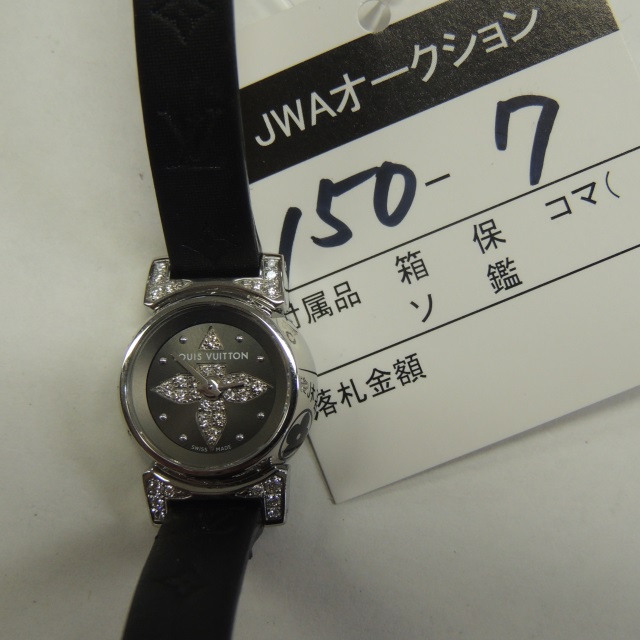 JWAオークション
150-7
付属品 箱 保 コマ(
ソ 鑑
落札金額
LOUIS VUITTON
SWISS MADE
LV